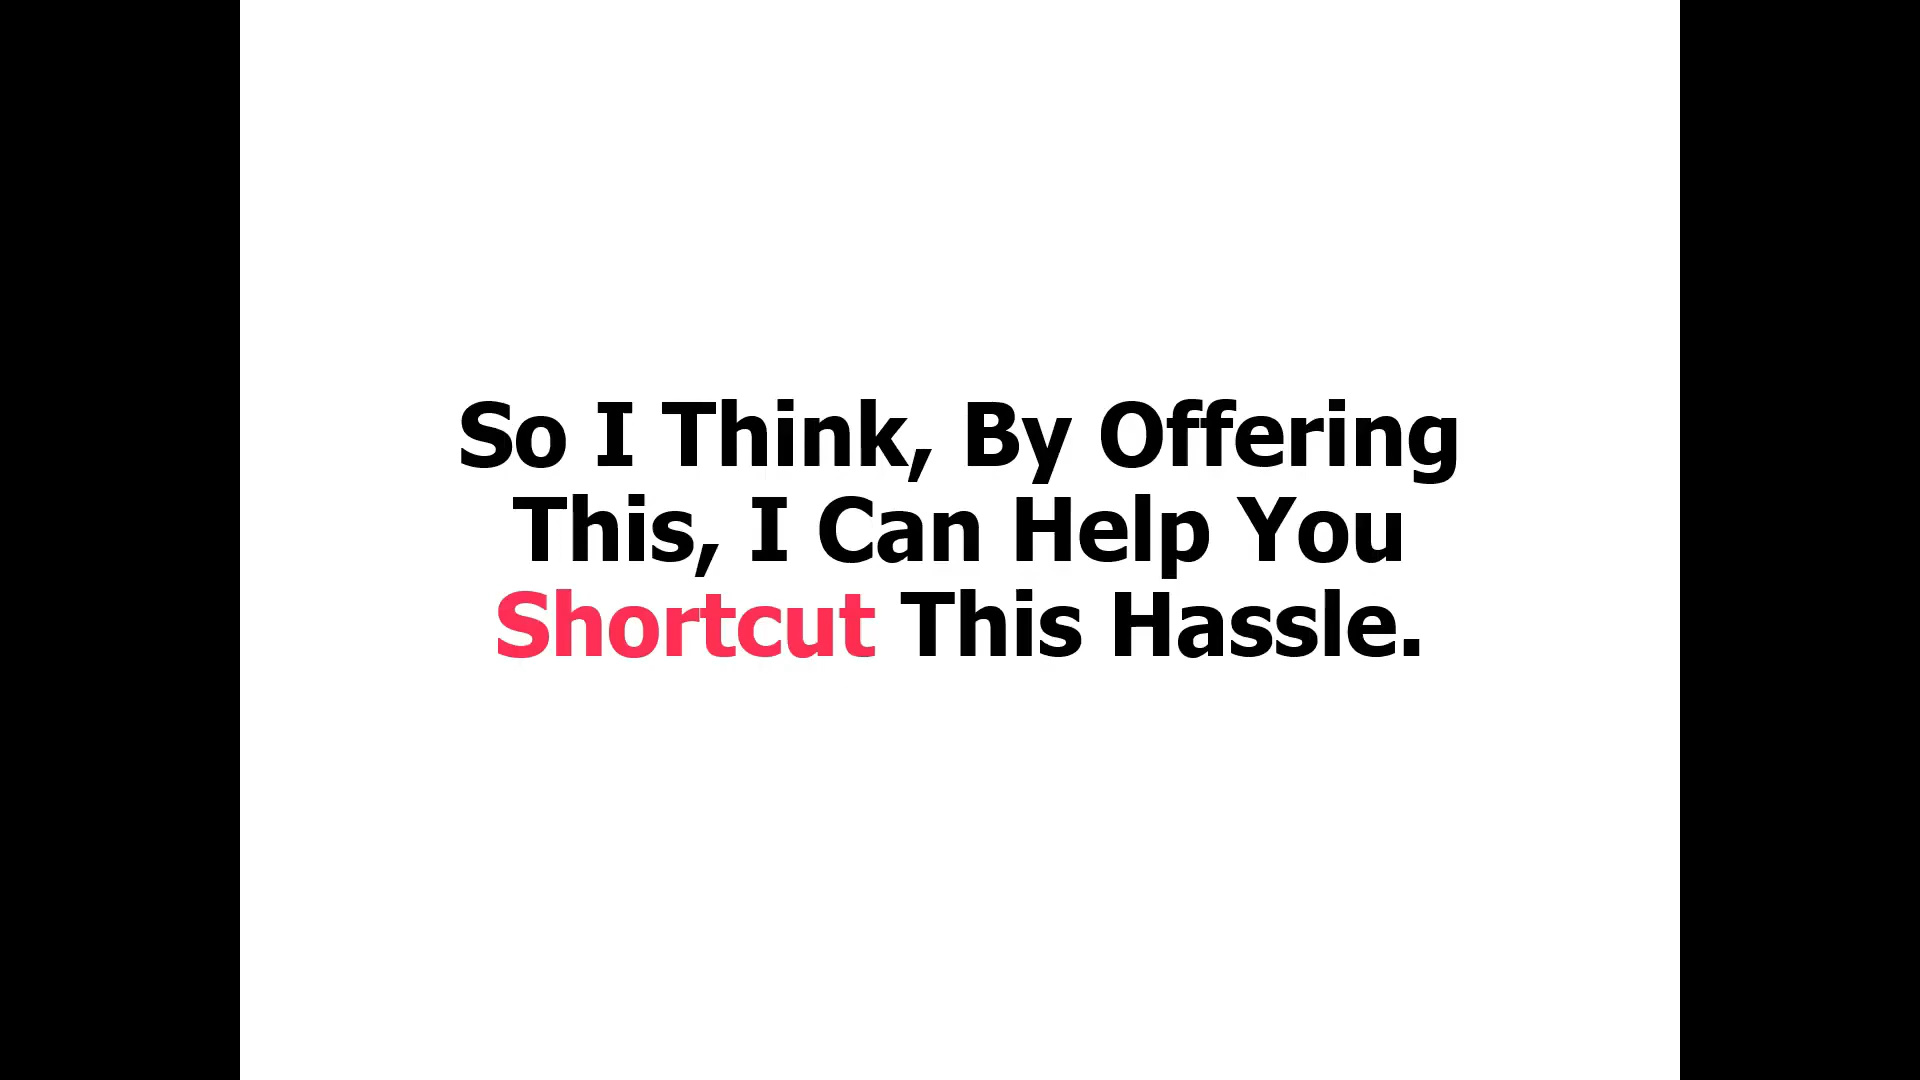 So I Think, By Offering
This, I Can Help You
Shortcut This Hassle.